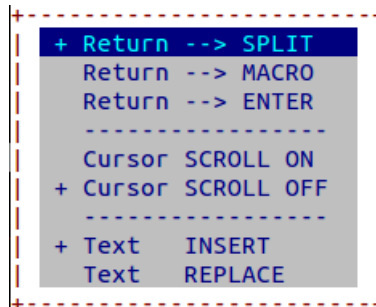 + Return --> SPLIT
Return --> MACRO
Return --> ENTER
-----------------
Cursor SCROLL ON
+ Cursor SCROLL OFF
-----------------
+ Text INSERT
Text REPLACE